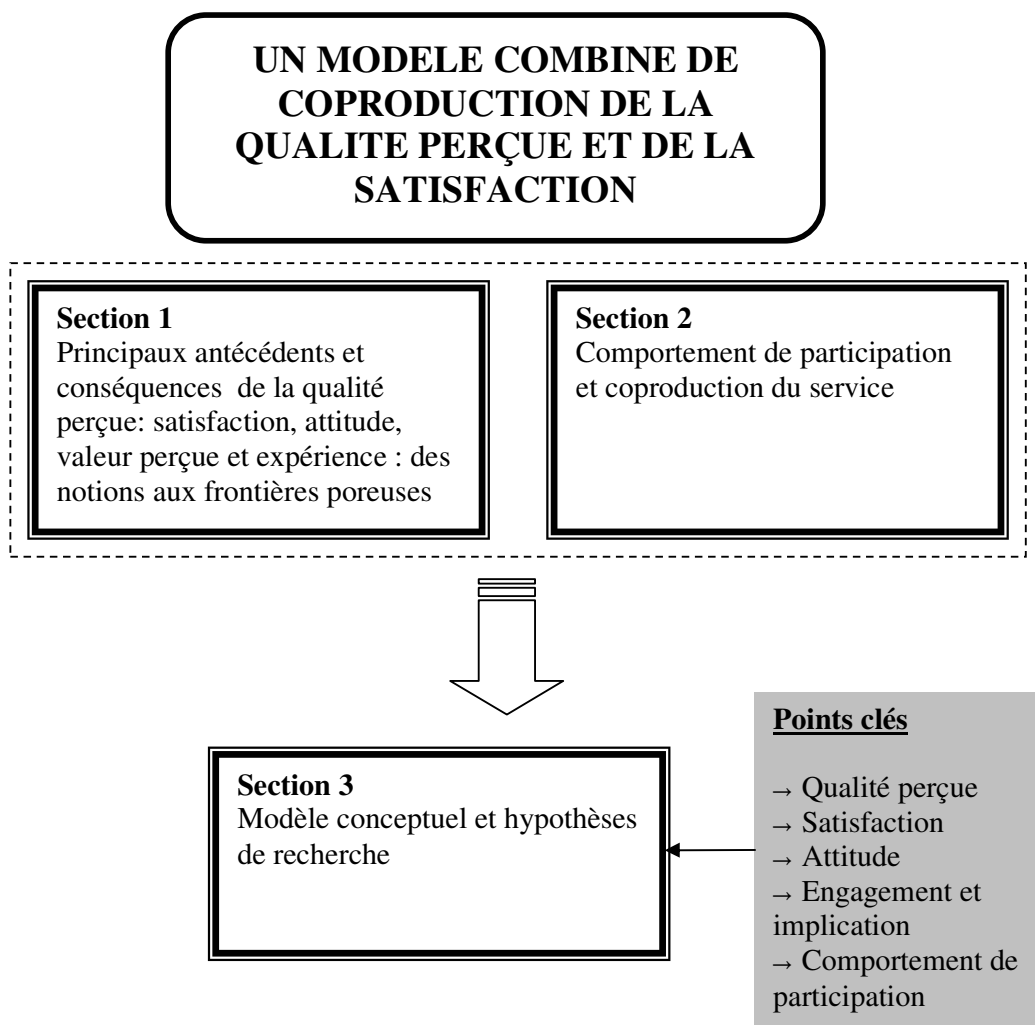 UN MODELE COMBINE DE
COPRODUCTION DE LA
QUALITE PERÇUE ET DE LA
SATISFACTION
Section 1
Principaux antécédents et
conséquences de la qualité
perçue: satisfaction, attitude,
valeur perçue et expérience : des
notions aux frontières poreuses
Section 2
Comportement de participation
et coproduction du service
Section 3
Modèle conceptuel et hypothèses
de recherche
Points clés
→ Qualité perçue
→ Satisfaction
→ Attitude
→ Engagement et
implication
→ Comportement de
participation